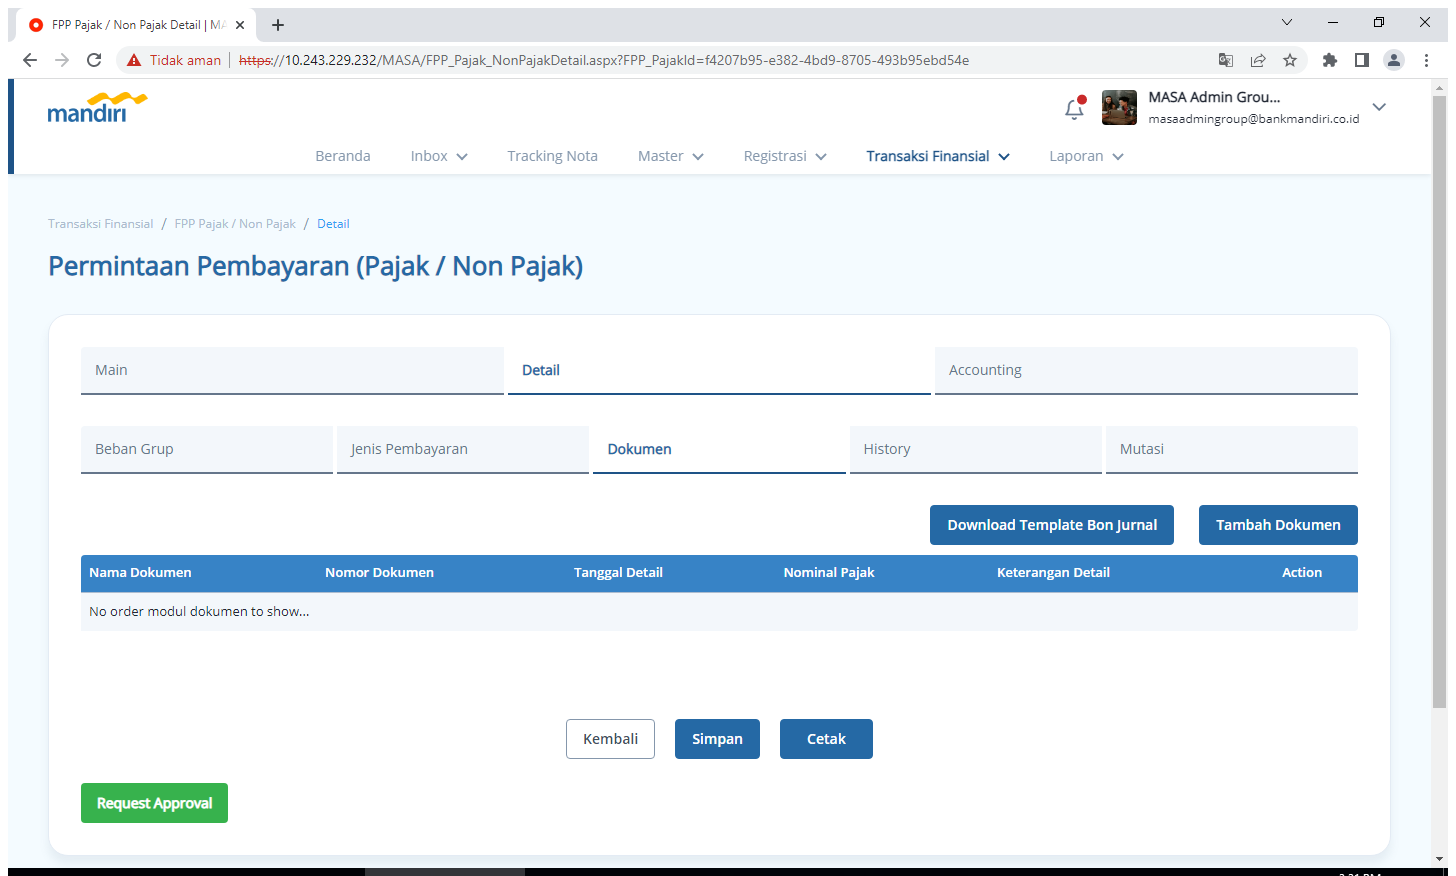 FPP Pajak / Non Pajak Detail | MA
Tidak aman
https://10.243.229.232/MASA/FPP_Pajak_NonPajakDetail.aspx?FPP_PajakId=f4207b95-e382-4bd9-8705-493b95ebd54e
mandiri
MASA Admin Grou...
masaadmingroup@bankmandiri.co.id
Beranda Inbox Tracking Nota Master Registrasi Transaksi Finansial Laporan
Transaksi Finansial / FPP Pajak / Non Pajak / Detail
Permintaan Pembayaran (Pajak / Non Pajak)
Main Detail Accounting
Beban Grup Jenis Pembayaran Dokumen History Mutasi
Download Template Bon Jurnal Tambah Dokumen
Nama Dokumen Nomor Dokumen Tanggal Detail Nominal Pajak Keterangan Detail Action
No order modul dokumen to show...
Kembali Simpan Cetak
Request Approval